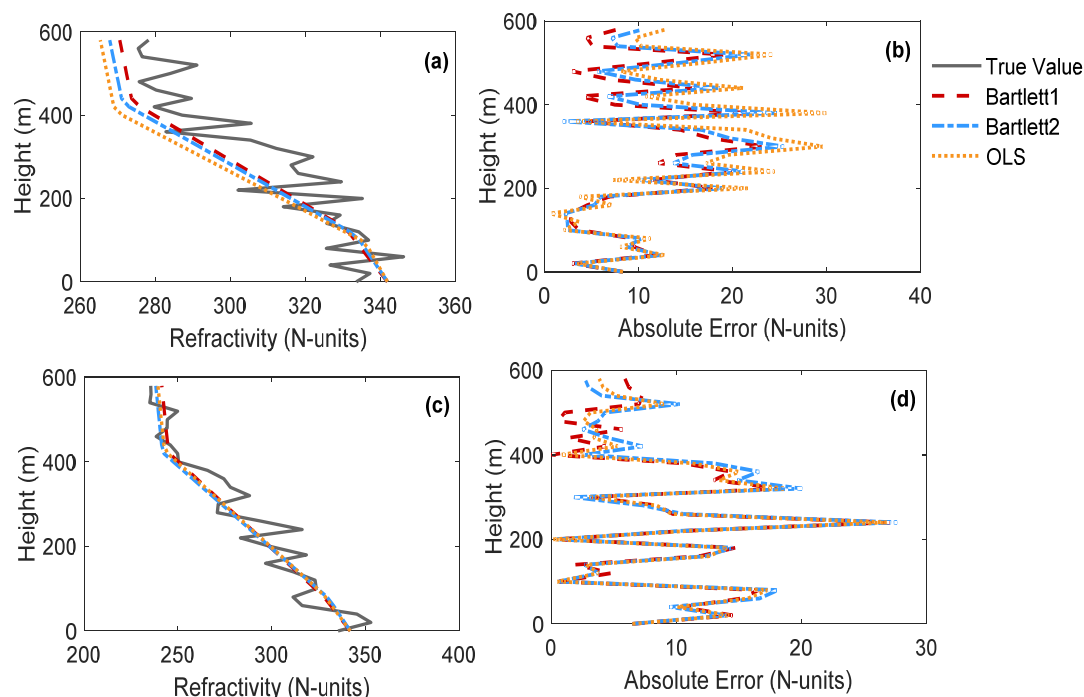 600
400
200
0
Height (m)
260 280 300 320 340 360
Refractivity (N-units)
(a)
600
400
200
0
Height (m)
0 10 20 30 40
Absolute Error (N-units)
(b)
True Value
Bartlett1
Bartlett2
OLS
600
400
200
0
Height (m)
200 250 300 350 400
Refractivity (N-units)
(c)
600
400
200
0
Height (m)
0 10 20 30
Absolute Error (N-units)
(d)